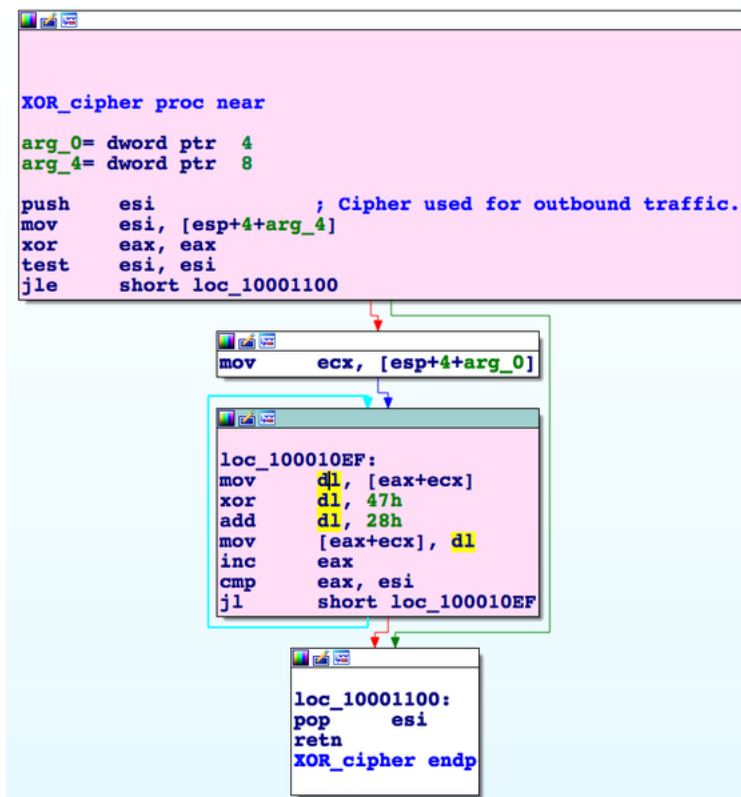 XOR_cipher proc near
arg_0= dword ptr  4
arg_4= dword ptr  8
push    esi             ; Cipher used for outbound traffic.
mov     esi, [esp+4+arg_4]
xor     eax, eax
test    esi, esi
jle     short loc_10001100
mov     ecx, [esp+4+arg_0]
loc_100010EF:
mov     dl, [eax+ecx]
xor     dl, 47h
add     dl, 28h
mov     [eax+ecx], dl
inc     eax
cmp     eax, esi
jl      short loc_100010EF
loc_10001100:
pop     esi
retn
XOR_cipher endp